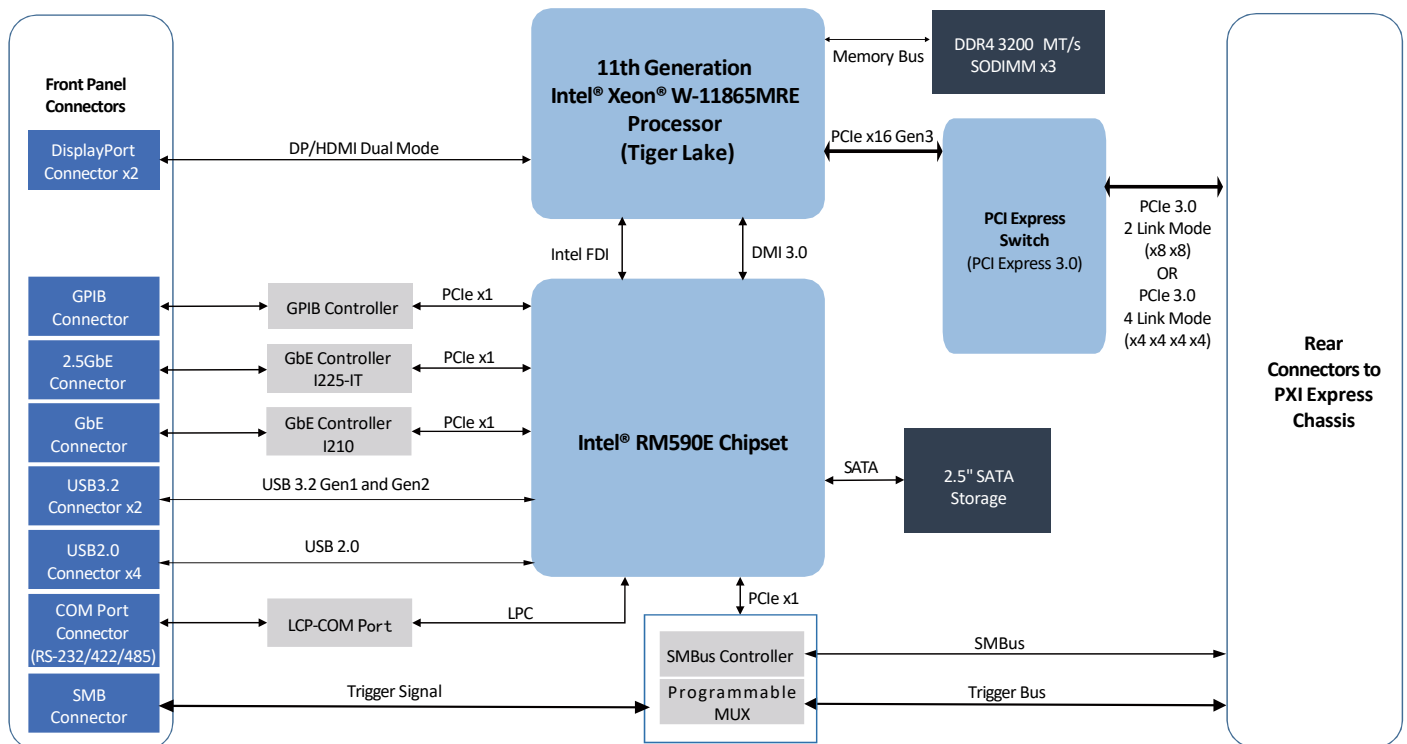 Front Panel
Connectors
DisplayPort
Connector x2
GPIB
Connector
2.5GbE
Connector
GbE
Connector
USB3.2
Connector x2
USB2.0
Connector x4
COM Port
Connector
(RS-232/422/485)
SMB
Connector
DP/HDMI Dual Mode
GPIB Controller
PCIe x1
GbE Controller
I225-IT
PCIe x1
GbE Controller
I210
PCIe x1
USB 3.2 Gen1 and Gen2
USB 2.0
LCP-COM Port
LPC
Trigger Signal
11th Generation
Intel® Xeon® W-11865MRE
Processor
(Tiger Lake)
Intel FDI
DMI 3.0
Intel® RM590E Chipset
PCIe x1
SMBus Controller
Programmable
MUX
Memory Bus
DDR4 3200 MT/s
SODIMM x3
PCIe x16 Gen3
PCI Express
Switch
(PCI Express 3.0)
PCIe 3.0
2 Link Mode
(x8 x8)
OR
PCIe 3.0
4 Link Mode
(x4 x4 x4 x4)
SATA
2.5" SATA
Storage
SMBus
Trigger Bus
Rear
Connectors to
PXI Express
Chassis